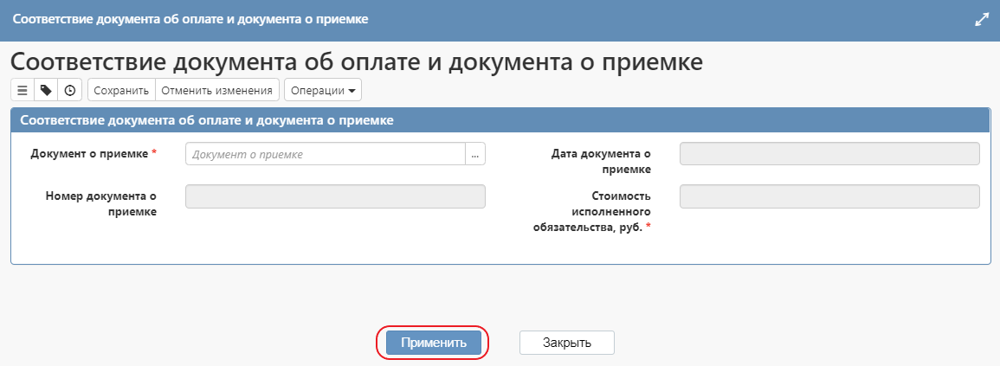 Соответствие документа об оплате и документа о приемке
Соответствие документа об оплате и документа о приемке
Сохранить Отменить изменения Операции
Соответствие документа об оплате и документа о приемке
Документ о приемке * Документ о приемке ... Дата документа о
приемке
Номер документа о Стоимость
приемке исполненного
обязательства, руб. *
Применить Закрыть